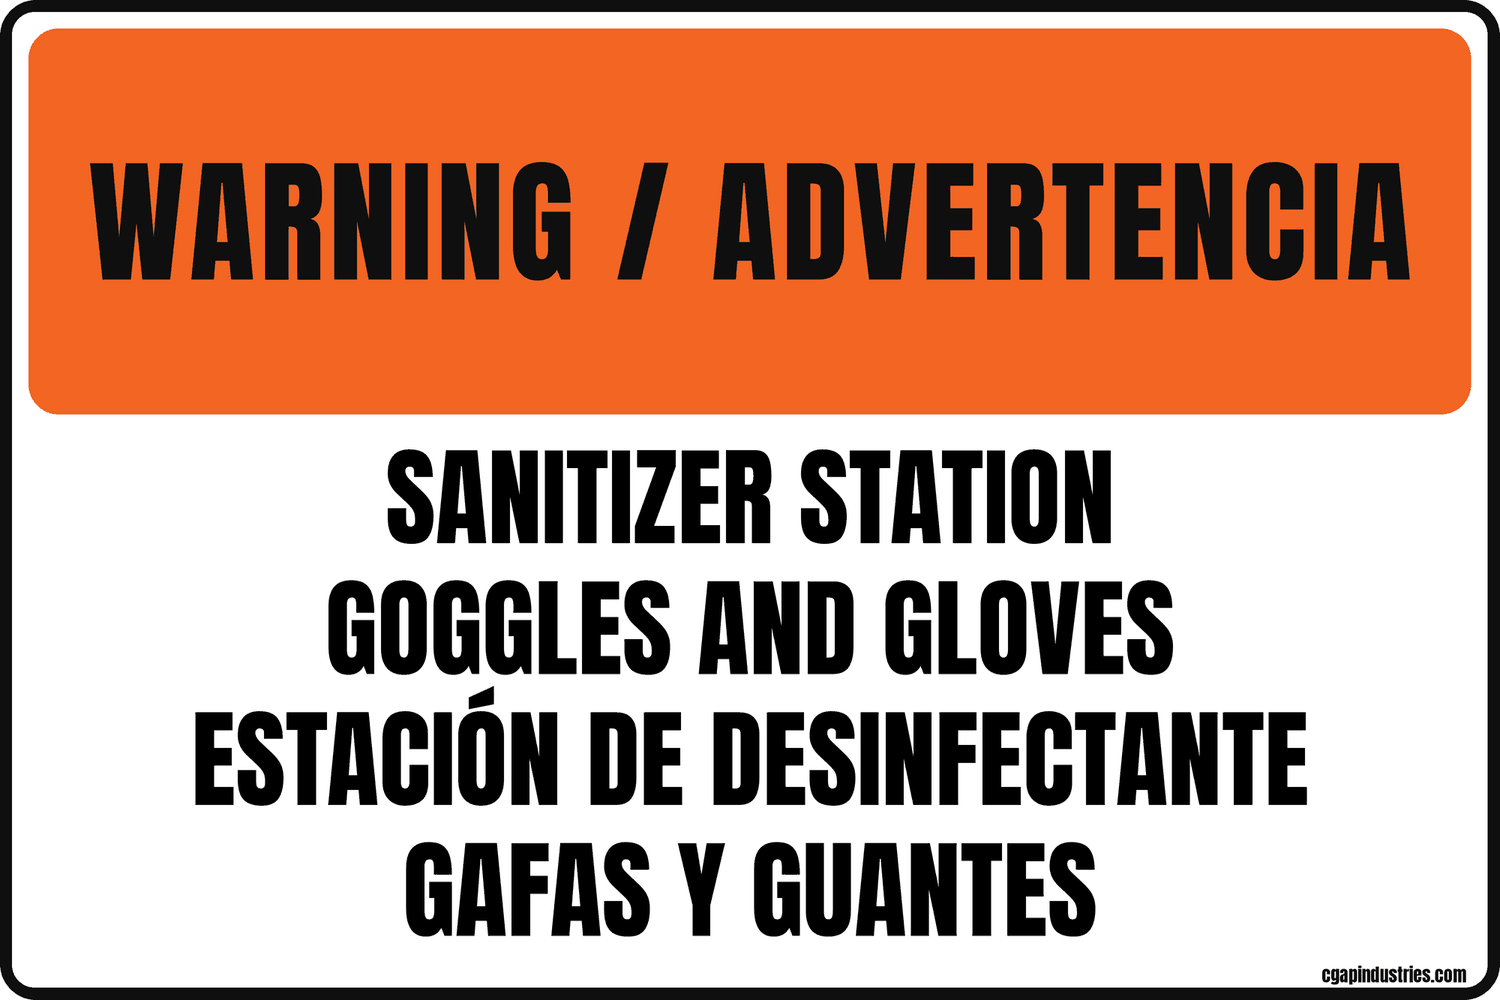 WARNING / ADVERTENCIA
SANITIZER STATION
GOGGLES AND GLOVES
ESTACIÓN DE DESINFECTANTE
GAFAS Y GUANTES
cgapindustries.com